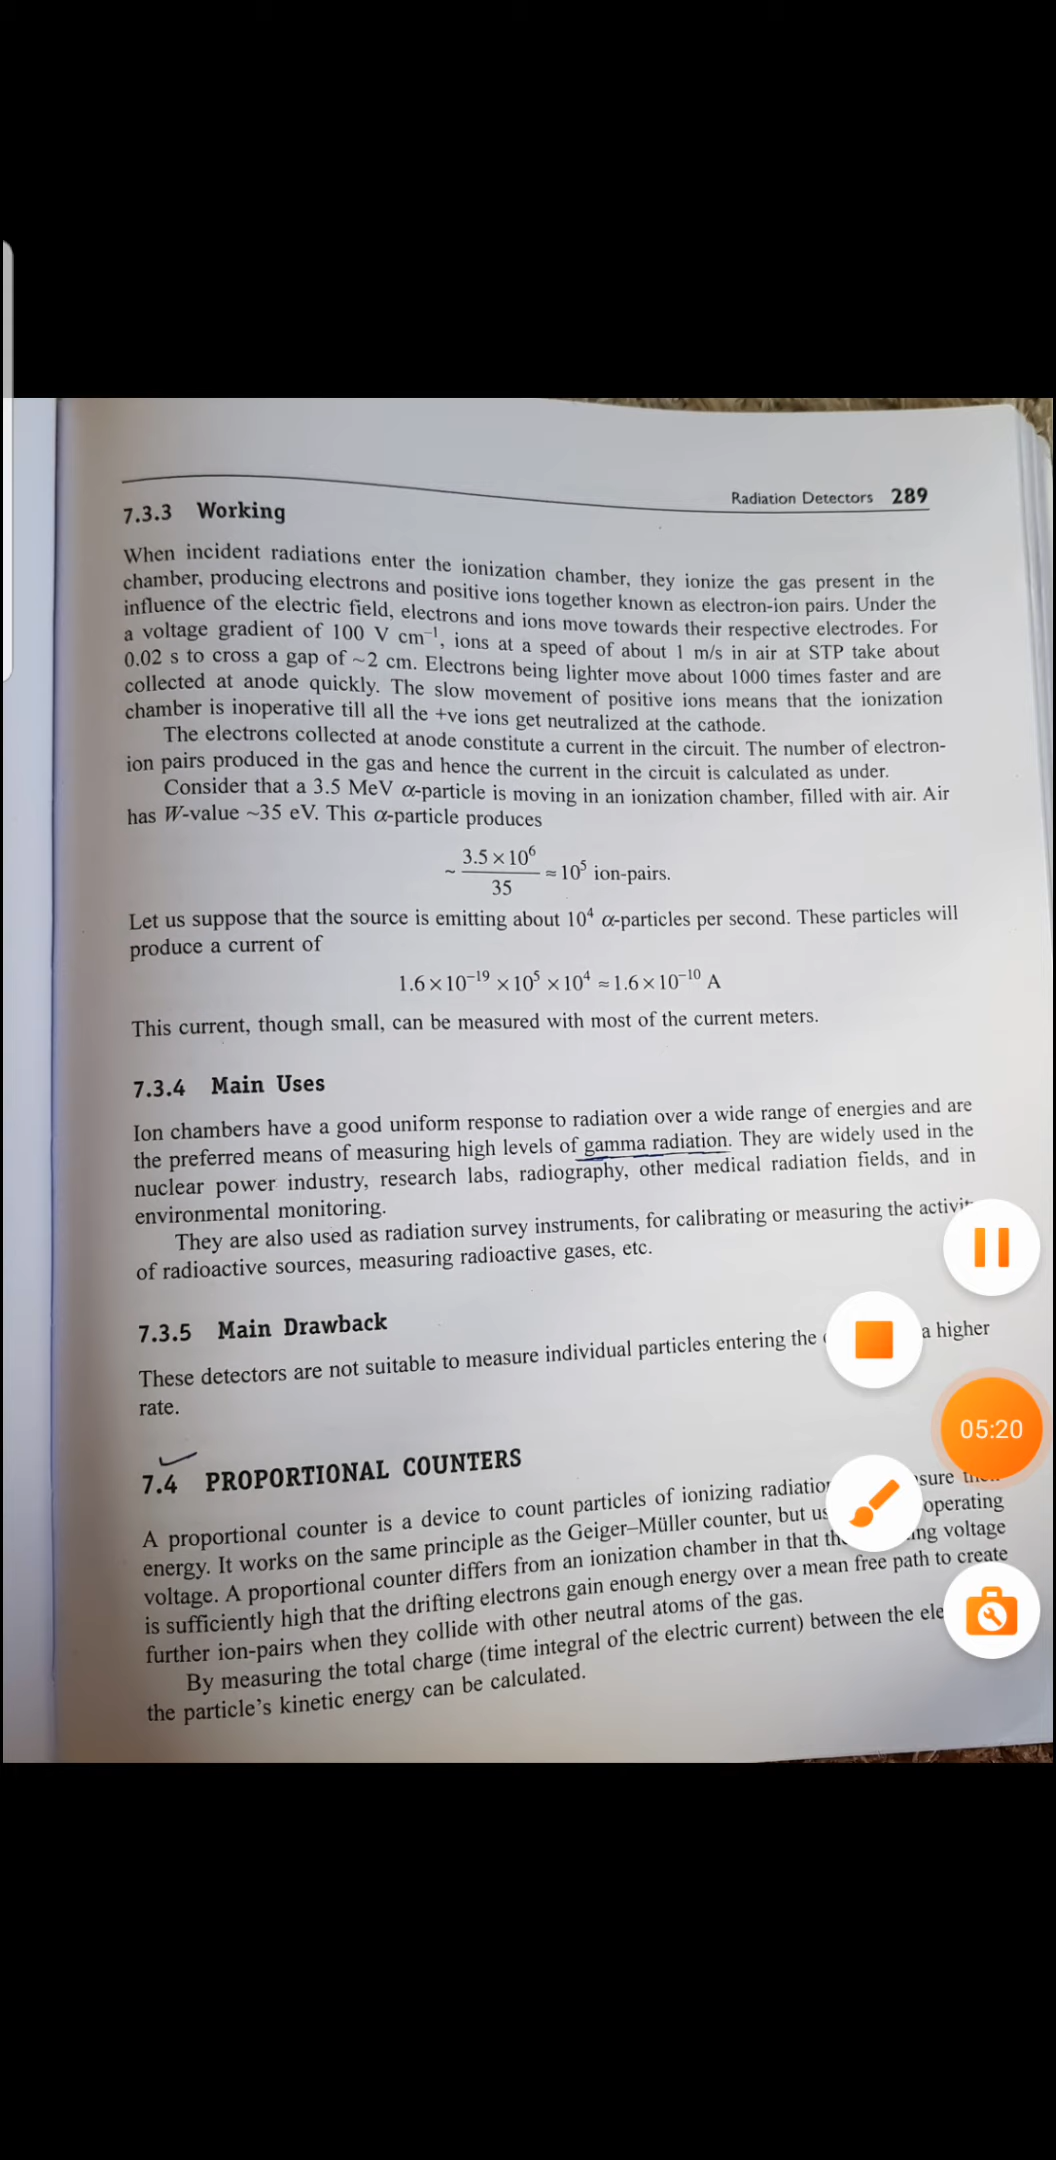 Radiation Detectors 289
7.3.3 Working
When incident radiations enter the ionization chamber, they ionize the gas present in the
chamber, producing electrons and positive ions together known as electron-ion pairs. Under the
influence of the electric field, electrons and ions move towards their respective electrodes. For
a voltage gradient of 100 V cm⁻¹, ions at a speed of about 1 m/s in air at STP take about
0.02 s to cross a gap of ~2 cm. Electrons being lighter move about 1000 times faster and are
collected at anode quickly. The slow movement of positive ions means that the ionization
chamber is inoperative till all the +ve ions get neutralized at the cathode.
The electrons collected at anode constitute a current in the circuit. The number of electron-
ion pairs produced in the gas and hence the current in the circuit is calculated as under.
Consider that a 3.5 MeV α-particle is moving in an ionization chamber, filled with air. Air
has W-value ~35 eV. This α-particle produces
~ 3.5 × 10⁶ / 35 ≈ 10⁵ ion-pairs.
Let us suppose that the source is emitting about 10⁴ α-particles per second. These particles will
produce a current of
1.6 × 10⁻¹⁹ × 10⁵ × 10⁴ ≈ 1.6 × 10⁻¹⁰ A
This current, though small, can be measured with most of the current meters.
7.3.4 Main Uses
Ion chambers have a good uniform response to radiation over a wide range of energies and are
the preferred means of measuring high levels of gamma radiation. They are widely used in the
nuclear power industry, research labs, radiography, other medical radiation fields, and in
environmental monitoring.
They are also used as radiation survey instruments, for calibrating or measuring the
of radioactive sources, measuring radioactive gases, etc.
7.3.5 Main Drawback
These detectors are not suitable to measure individual particles entering the a higher
rate.
7.4 PROPORTIONAL COUNTERS
A proportional counter is a device to count particles of ionizing
energy. It works on the same principle as the Geiger–Müller counter, but operating
voltage. A proportional counter differs from an ionization chamber in that voltage
is sufficiently high that the drifting electrons gain enough energy over a mean free path to create
further ion-pairs when they collide with other neutral atoms of the gas.
By measuring the total charge (time integral of the electric current) between the
the particle's kinetic energy can be calculated.
05:20